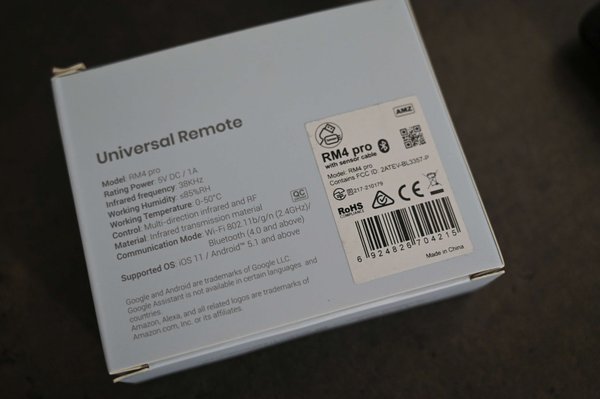 Universal Remote
Model: RM4 pro
Rating Power: 5V DC / 1A
Infrared frequency: 38KHz
Working Humidity: ≤85%RH
Working Temperature: 0-50°C
Control: Multi-direction infrared and RF
Material: Infrared transmission material
Communication Mode: Wi-Fi 802.11b/g/n (2.4GHz)/
Bluetooth (4.0 and above)
Supported OS: iOS 11 / Android™ 5.1 and above
Google and Android are trademarks of Google LLC.
Google Assistant is not available in certain languages and
countries.
Amazon, Alexa, and all related logos are trademarks of
Amazon.com, Inc. or its affiliates.
QC
AMZ
RM4 pro
with sensor cable
Model: RM4 pro
Contains FCC ID: 2ATEV-BL3357-P
217-210179
RoHS
COMPLIANCE
6 924826 704215
Made in China